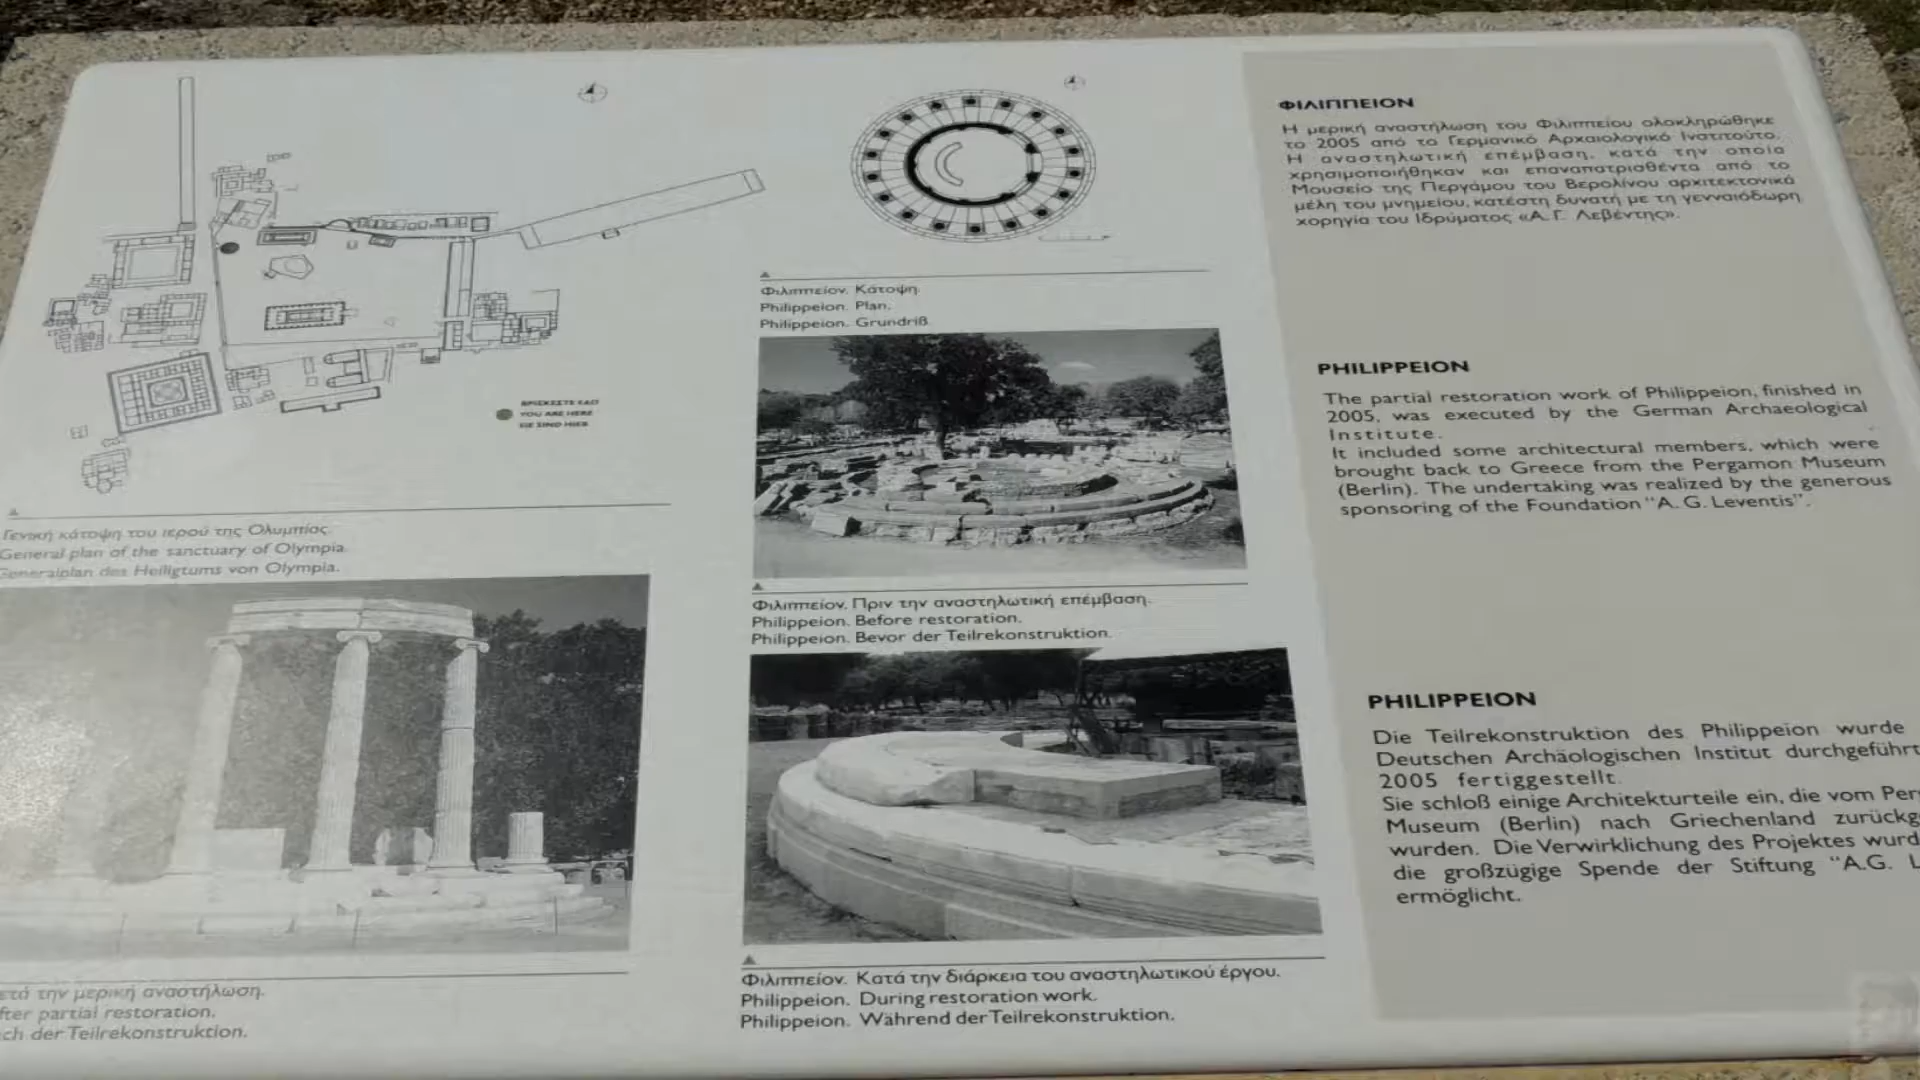 ΒΡΙΣΚΕΣΤΕ ΕΔΩ
YOU ARE HERE
SIE SIND HIER
Γενική κάτοψη του ιερού της Ολυμπίας.
General plan of the sanctuary of Olympia.
Generalplan des Heiligtums von Olympia.
μερική αναστήλωση.
partial restoration.
der Teilrekonstruktion.
Φιλιππείον. Κάτοψη.
Philippeion. Plan.
Philippeion. Grundriß.
Φιλιππείον. Πριν την αναστηλωτική επέμβαση.
Philippeion. Before restoration.
Philippeion. Bevor der Teilrekonstruktion.
Φιλιππείον. Κατά την διάρκεια του αναστηλωτικού έργου.
Philippeion. During restoration work.
Philippeion. Während der Teilrekonstruktion.
ΦΙΛΙΠΠΕΙΟΝ
Η μερική αναστήλωση του Φιλιππείου ολοκληρώθηκε
το 2005 από το Γερμανικό Αρχαιολογικό Ινστιτούτο.
Η αναστηλωτική επέμβαση, κατά την οποία
χρησιμοποιήθηκαν και επαναπατρισθέντα από το
Μουσείο της Περγάμου του Βερολίνου αρχιτεκτονικά
μέλη του μνημείου, κατέστη δυνατή με τη γενναιόδωρη
χορηγία του Ιδρύματος «Α. Γ. Λεβέντης».
PHILIPPEION
The partial restoration work of Philippeion, finished in
2005, was executed by the German Archaeological
Institute.
It included some architectural members, which were
brought back to Greece from the Pergamon Museum
(Berlin). The undertaking was realized by the generous
sponsoring of the Foundation "A. G. Leventis".
PHILIPPEION
Die Teilrekonstruktion des Philippeion wurde
Deutschen Archäologischen Institut durchgeführt
2005 fertiggestellt.
Sie schloß einige Architekturteile ein, die vom
Museum (Berlin) nach Griechenland
wurden. Die Verwirklichung des Projektes
die großzügige Spende der Stiftung "A.G.
ermöglicht.